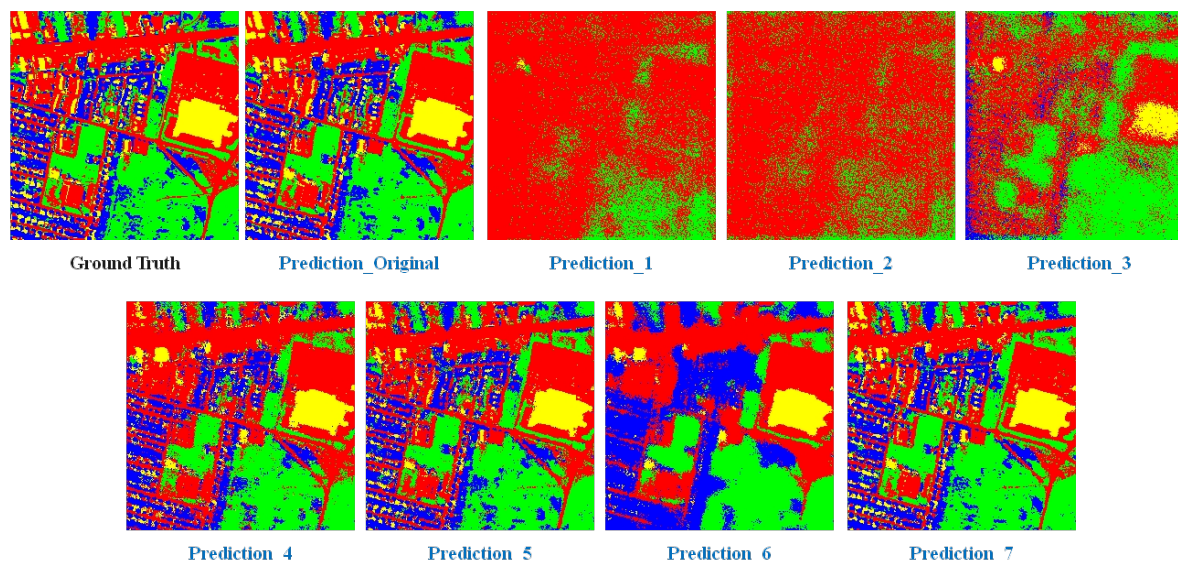 Ground Truth
Prediction_Original
Prediction_1
Prediction_2
Prediction_3
Prediction_4
Prediction_5
Prediction_6
Prediction_7